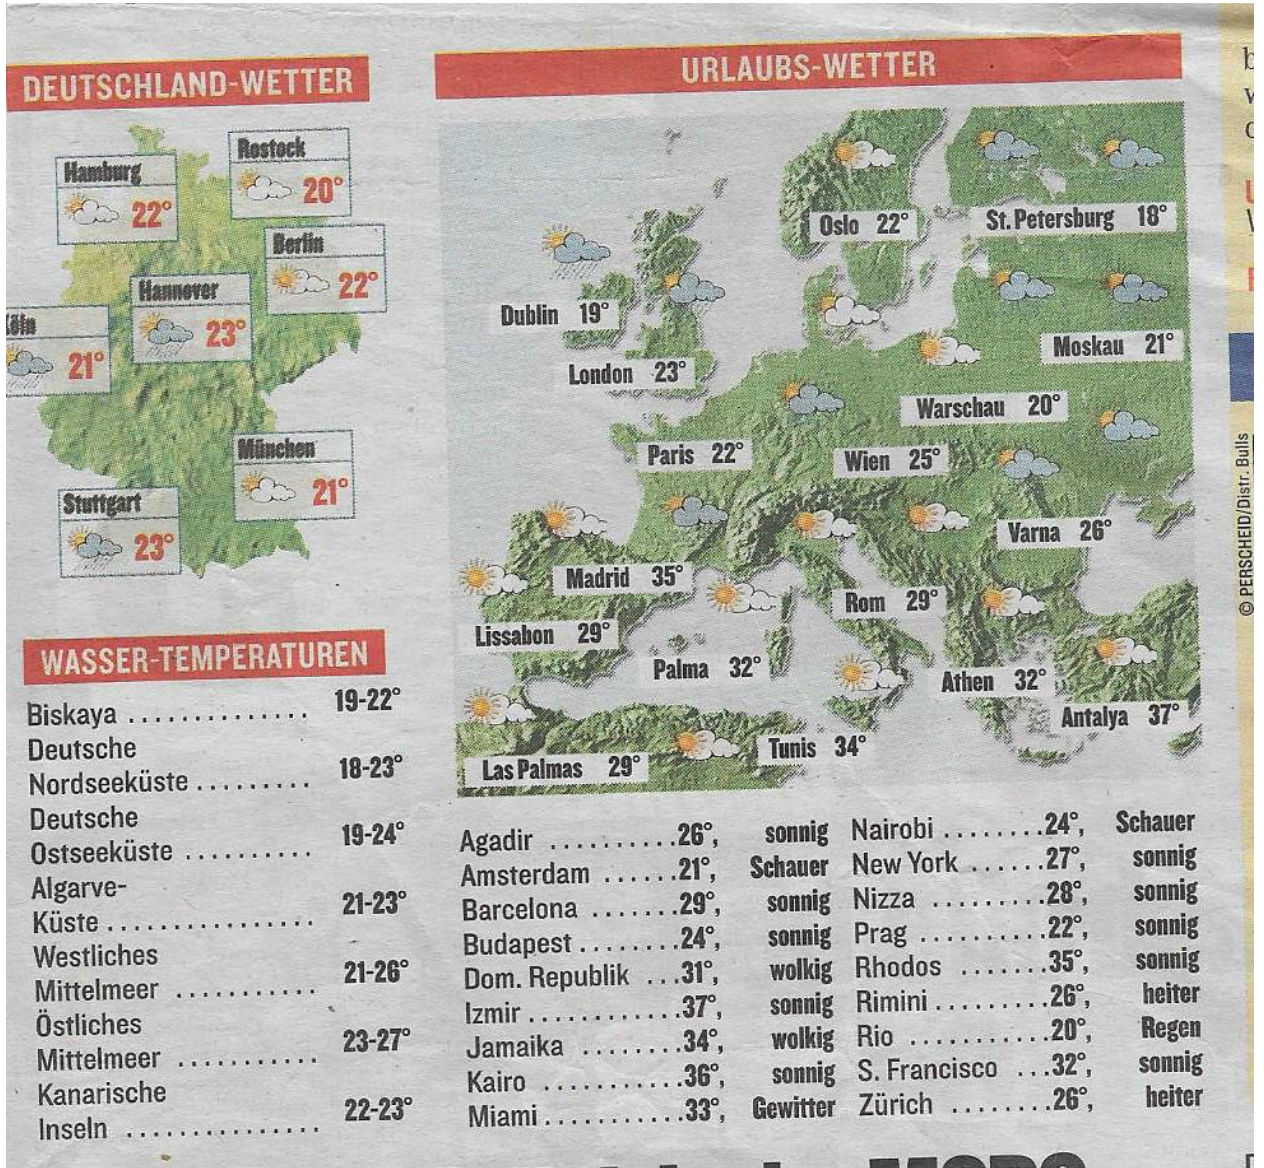 DEUTSCHLAND-WETTER
Hamburg
22°
Rostock
20°
Berlin
22°
Hannover
23°
Köln
21°
München
21°
Stuttgart
23°
WASSER-TEMPERATUREN
Biskaya .............. 19-22°
Deutsche
Nordseeküste ......... 18-23°
Deutsche
Ostseeküste .......... 19-24°
Algarve-
Küste ................ 21-23°
Westliches
Mittelmeer ........... 21-26°
Östliches
Mittelmeer ........... 23-27°
Kanarische
Inseln ............... 22-23°
URLAUBS-WETTER
Oslo 22°
St. Petersburg 18°
Dublin 19°
London 23°
Moskau 21°
Warschau 20°
Paris 22°
Wien 25°
Varna 26°
Madrid 35°
Rom 29°
Lissabon 29°
Palma 32°
Athen 32°
Antalya 37°
Tunis 34°
Las Palmas 29°
Agadir ..........26°, sonnig
Amsterdam ......21°, Schauer
Barcelona .......29°, sonnig
Budapest ........24°, sonnig
Dom. Republik ...31°, wolkig
Izmir ............37°, sonnig
Jamaika ........34°, wolkig
Kairo ...........36°, sonnig
Miami ...........33°, Gewitter
Nairobi ........24°, Schauer
New York ......27°, sonnig
Nizza .........28°, sonnig
Prag ..........22°, sonnig
Rhodos .......35°, sonnig
Rimini .........26°, heiter
Rio ...........20°, Regen
S. Francisco ...32°, sonnig
Zürich ........26°, heiter
© PERSCHEID/Distr. Bulls